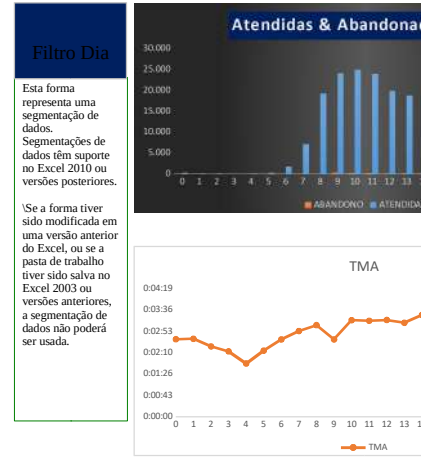 Filtro Dia
Esta forma
representa uma
segmentação de
dados.
Segmentações de
dados têm suporte
no Excel 2010 ou
versões posteriores.
\Se a forma tiver
sido modificada em
uma versão anterior
do Excel, ou se a
pasta de trabalho
tiver sido salva no
Excel 2003 ou
versões anteriores,
a segmentação de
dados não poderá
ser usada.
Atendidas & Abandona
30.000
25.000
20.000
15.000
10.000
5.000
0
0 1 2 3 4 5 6 7 8 9 10 11 12 13
ABANDONO ATENDIDA
TMA
0:04:19
0:03:36
0:02:53
0:02:10
0:01:26
0:00:43
0:00:00
0 1 2 3 4 5 6 7 8 9 10 11 12 13
TMA